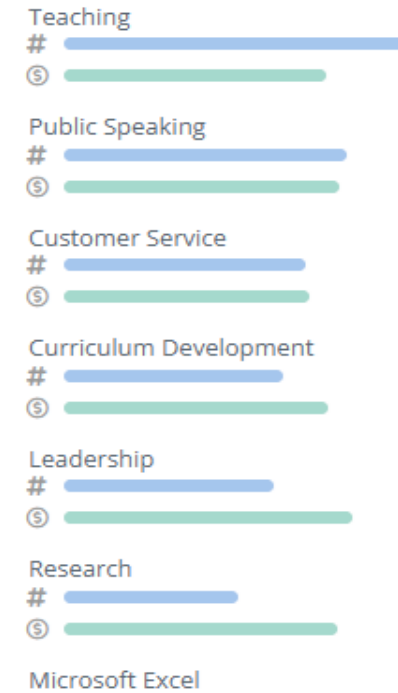 Teaching
#
$
Public Speaking
#
$
Customer Service
#
$
Curriculum Development
#
$
Leadership
#
$
Research
#
$
Microsoft Excel